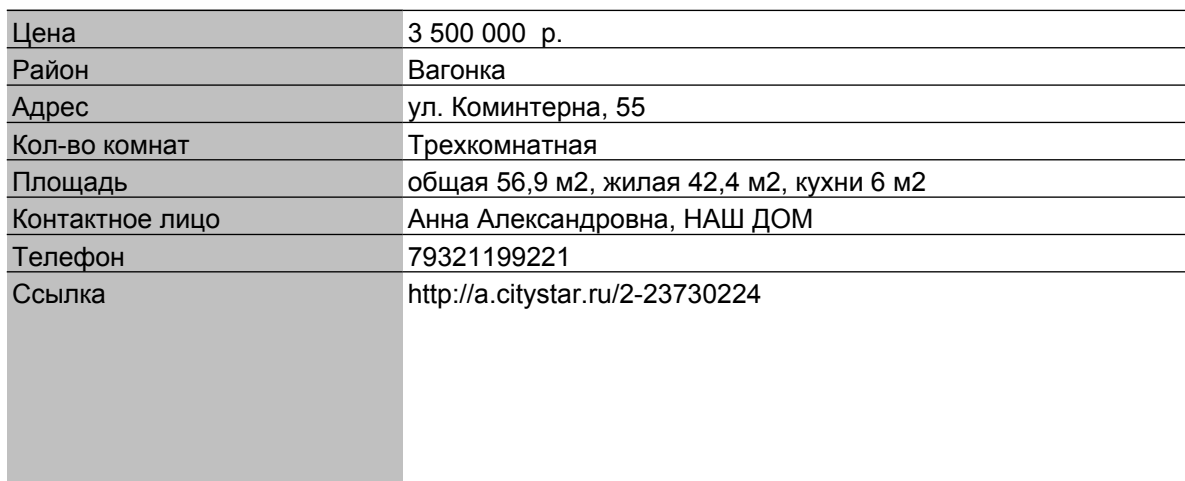 Цена 3 500 000 р.
Район Вагонка
Адрес ул. Коминтерна, 55
Кол-во комнат Трехкомнатная
Площадь общая 56,9 м2, жилая 42,4 м2, кухни 6 м2
Контактное лицо Анна Александровна, НАШ ДОМ
Телефон 79321199221
Ссылка http://a.citystar.ru/2-23730224